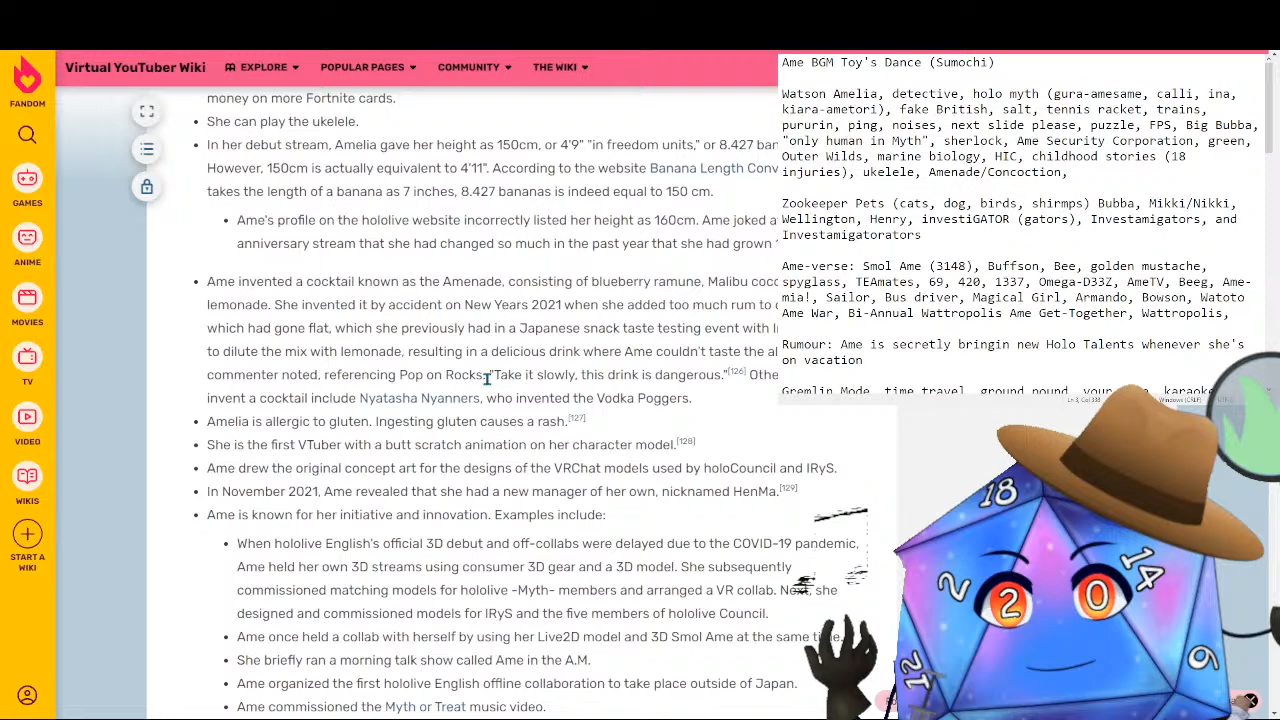 FANDOM
GAMES
ANIME
MOVIES
TV
VIDEO
WIKIS
START A
WIKI
Virtual YouTuber Wiki
EXPLORE
POPULAR PAGES
COMMUNITY
THE WIKI
money on more Fortnite cards.
She can play the ukelele.
In her debut stream, Amelia gave her height as 150cm, or "in freedom units," or 8.427 ban
However, 150cm is actually equivalent to 4'11". According to the website Banana Length Conv
takes the length of a banana as 7 inches, 8.427 bananas is indeed equal to 150 cm.
Ame's profile on the hololive website incorrectly listed her height as 160cm. Ame joked a
anniversary stream that she had changed so much in the past year that she had grown
Ame invented a cocktail known as the Amenade, consisting of blueberry ramune, Malibu coco
lemonade. She invented it by accident on New Years 2021 when she added too much rum to
which had gone flat, which she previously had in a Japanese snack taste testing event with
to dilute the mix with lemonade, resulting in a delicious drink where Ame couldn't taste the al
commenter noted, referencing Pop on Rocks, "Take it slowly, this drink is dangerous."[126] Othe
invent a cocktail include Nyatasha Nyanners, who invented the Vodka Poggers.
Amelia is allergic to gluten. Ingesting gluten causes a rash.[127]
She is the first VTuber with a butt scratch animation on her character model.[128]
Ame drew the original concept art for the designs of the VRChat models used by holoCouncil and IRyS.
In November 2021, Ame revealed that she had a new manager of her own, nicknamed HenMa.[129]
Ame is known for her initiative and innovation. Examples include:
When hololive English's official 3D debut and off-collabs were delayed due to the COVID-19 pandemic,
Ame held her own 3D streams using consumer 3D gear and a 3D model. She subsequently
commissioned matching models for hololive -Myth- members and arranged a VR collab. Next, she
designed and commissioned models for IRyS and the five members of hololive Council.
Ame once held a collab with herself by using her Live2D model and 3D Smol Ame at the same time.
She briefly ran a morning talk show called Ame in the A.M.
Ame organized the first hololive English offline collaboration to take place outside of Japan.
Ame commissioned the Myth or Treat music video.
Ame BGM Toy's Dance (Sumochi)
Watson Amelia, detective, holo myth (gura-amesame, calli, ina,
kiara-ametori), fake British, salt, tennis racket, trains,
pururin, ping, noises, next slide please, puzzle, FPS, Big Bubba,
"only human in Myth", sherlock, Ame Security Corporation, green,
Outer Wilds, marine biology, HIC, childhood stories (18
injuries), ukulele, Amenade/Concoction,
Zookeeper Pets (cats, dog, birds, shirmps) Bubba, Mikki/Nikki,
Wellington, Henry, investiGATOR (gators), Investamigators, and
Investamigatorators
Ame-verse: Smol Ame (3148), Buffson, Bee, golden mustache,
spyglass, TEAmates, 69, 420, 1337, Omega-D33Z, AmeTV, Beeg, Ame-
mia!, Sailor, Bus driver, Magical Girl, Armando, Bowson, Watoto
Ame War, Bi-Annual Wattropolis Ame Get-Together, Wattropolis,
Rumour: Ame is secretly bringing new Holo Talents whenever she's
on vacation
Gremlin Mode, time travel, ground pound, yoga, karaoke,
Windows (CRLF)
18
14
2
2
0
12
6